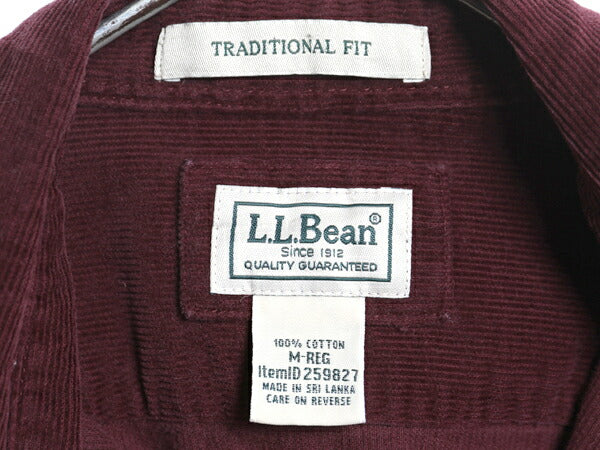 TRADITIONAL FIT
L.L.Bean®
Since 1912
QUALITY GUARANTEED
100% COTTON
M-REG
ItemID 259827
MADE IN SRI LANKA
CARE ON REVERSE